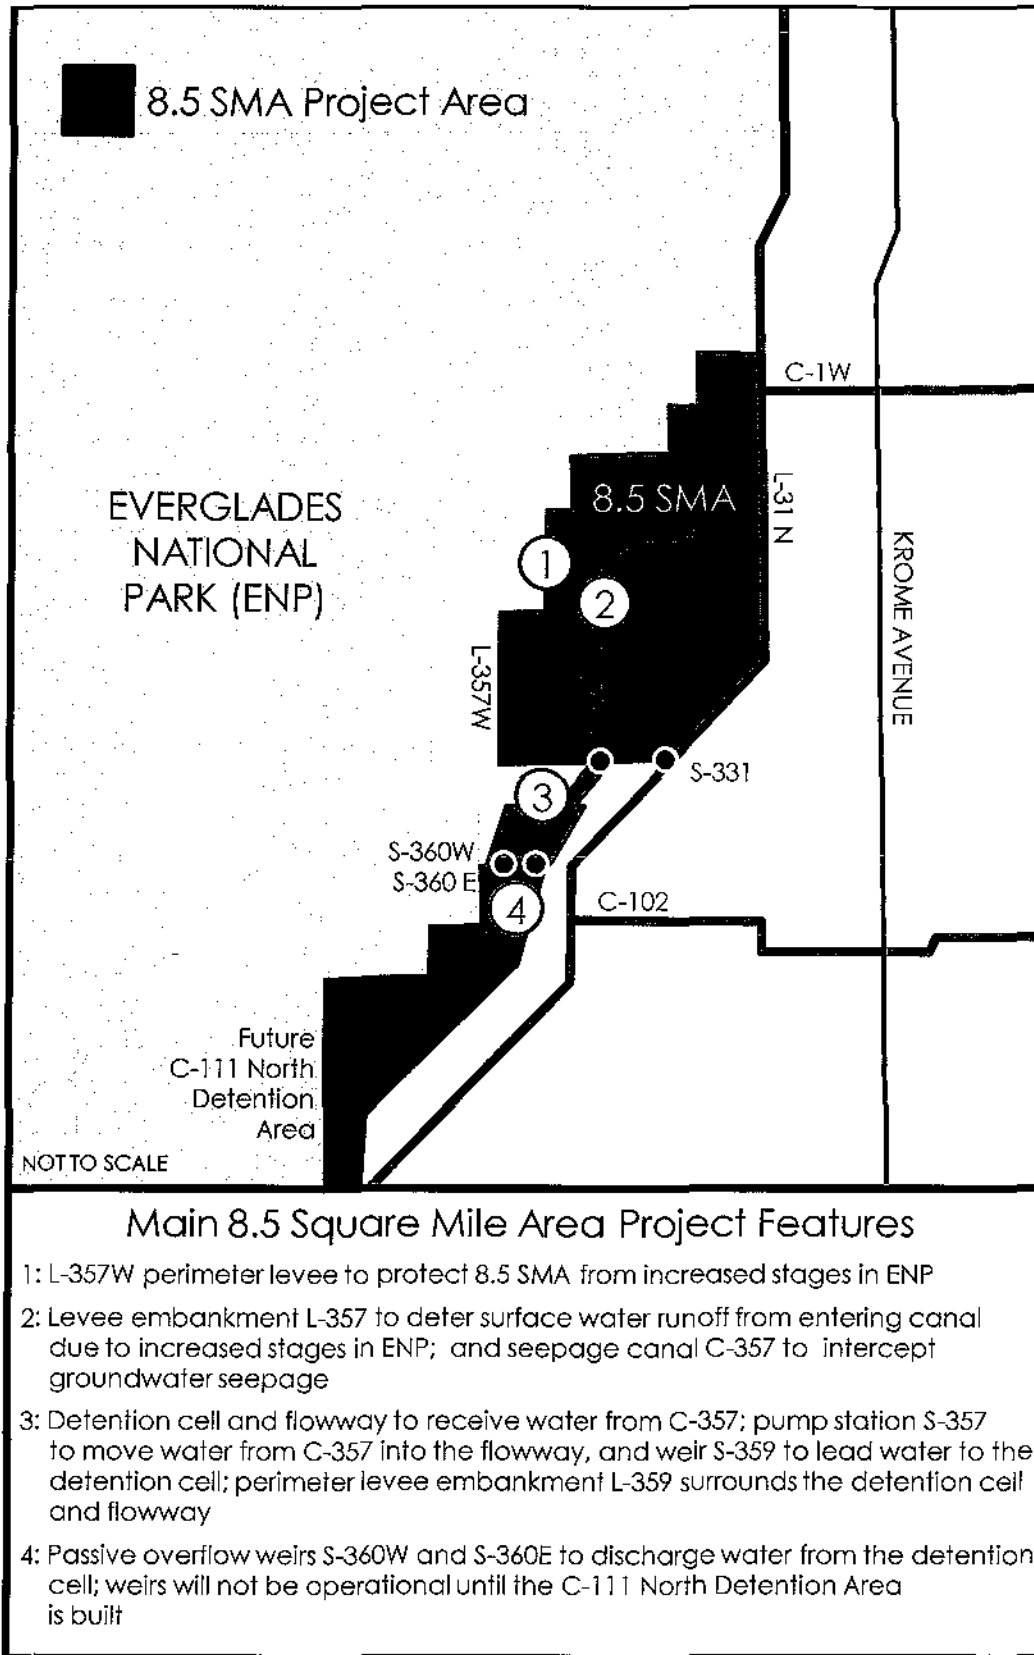 8.5 SMA Project Area
C-1W
8.5 SMA
L-31 N
EVERGLADES
NATIONAL
PARK (ENP)
1
2
KROME AVENUE
L-357W
S-331
3
S-360W
S-360 E
4
C-102
Future
C-111 North
Detention
Area
NOT TO SCALE
Main 8.5 Square Mile Area Project Features
1: L-357W perimeter levee to protect 8.5 SMA from increased stages in ENP
2: Levee embankment L-357 to deter surface water runoff from entering canal
due to increased stages in ENP; and seepage canal C-357 to intercept
groundwater seepage
3: Detention cell and flowway to receive water from C-357; pump station S-357
to move water from C-357 into the flowway, and weir S-359 to lead water to the
detention cell; perimeter levee embankment L-359 surrounds the detention cell
and flowway
4: Passive overflow weirs S-360W and S-360E to discharge water from the detention
cell; weirs will not be operational until the C-111 North Detention Area
is built